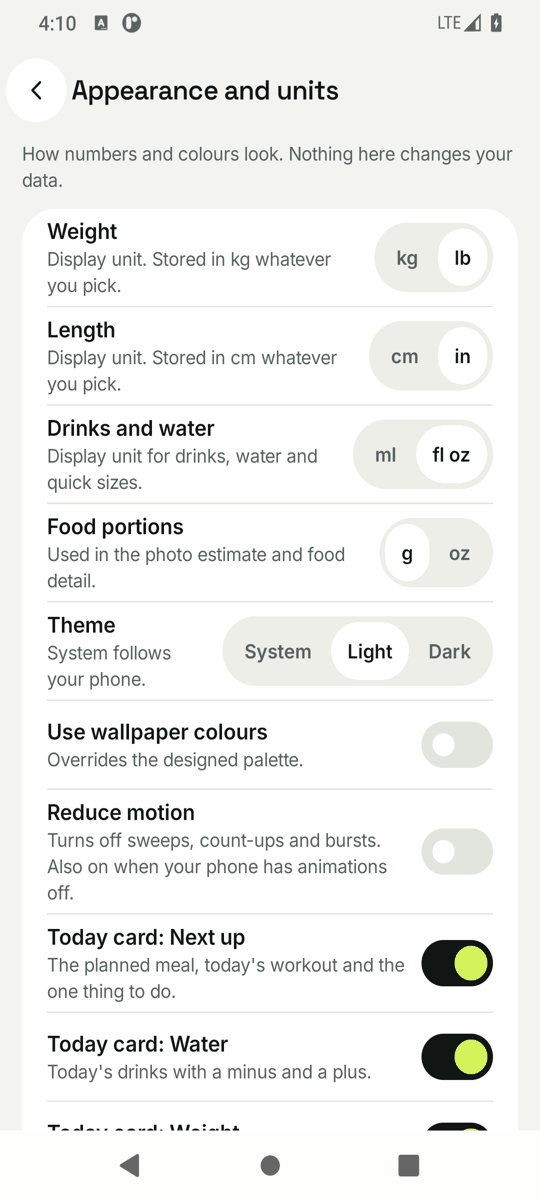 4:10
LTE
Appearance and units
How numbers and colours look. Nothing here changes your
data.
Weight
Display unit. Stored in kg whatever
you pick.
kg lb
Length
Display unit. Stored in cm whatever
you pick.
cm in
Drinks and water
Display unit for drinks, water and
quick sizes.
ml fl oz
Food portions
Used in the photo estimate and food
detail.
g oz
Theme
System follows
your phone.
System Light Dark
Use wallpaper colours
Overrides the designed palette.
Reduce motion
Turns off sweeps, count-ups and bursts.
Also on when your phone has animations
off.
Today card: Next up
The planned meal, today's workout and the
one thing to do.
Today card: Water
Today's drinks with a minus and a plus.
Today card: Weight